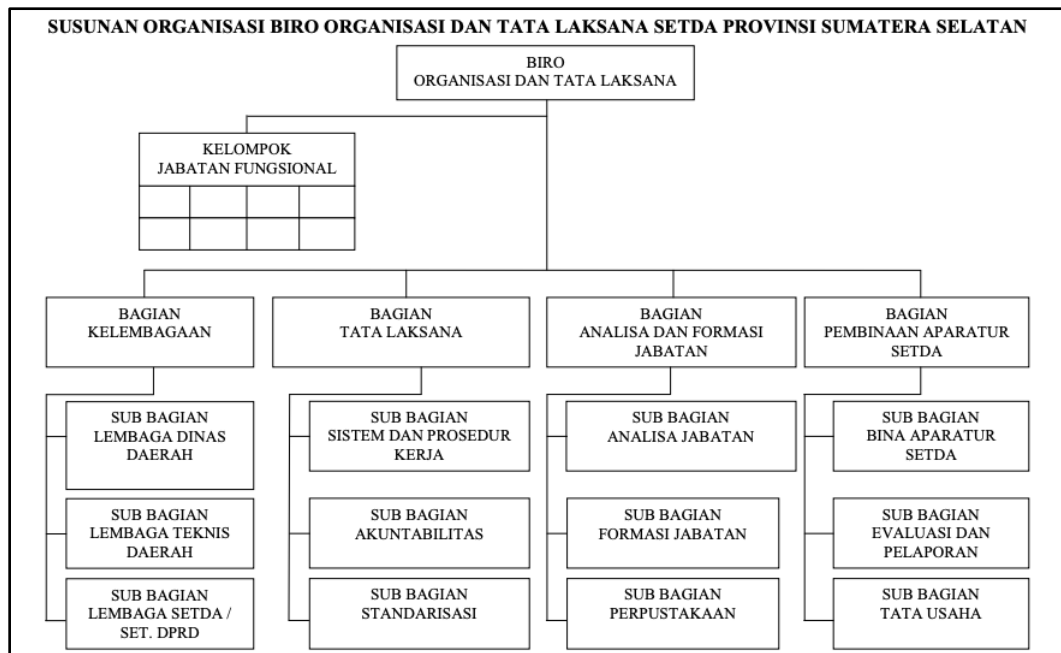 SUSUNAN ORGANISASI BIRO ORGANISASI DAN TATA LAKSANA SETDA PROVINSI SUMATERA SELATAN
BIRO
ORGANISASI DAN TATA LAKSANA
KELOMPOK
JABATAN FUNGSIONAL
BAGIAN
KELEMBAGAAN
BAGIAN
TATA LAKSANA
BAGIAN
ANALISA DAN FORMASI
JABATAN
BAGIAN
PEMBINAAN APARATUR
SETDA
SUB BAGIAN
LEMBAGA DINAS
DAERAH
SUB BAGIAN
SISTEM DAN PROSEDUR
KERJA
SUB BAGIAN
ANALISA JABATAN
SUB BAGIAN
BINA APARATUR
SETDA
SUB BAGIAN
LEMBAGA TEKNIS
DAERAH
SUB BAGIAN
AKUNTABILITAS
SUB BAGIAN
FORMASI JABATAN
SUB BAGIAN
EVALUASI DAN
PELAPORAN
SUB BAGIAN
LEMBAGA SETDA /
SET. DPRD
SUB BAGIAN
STANDARISASI
SUB BAGIAN
PERPUSTAKAAN
SUB BAGIAN
TATA USAHA